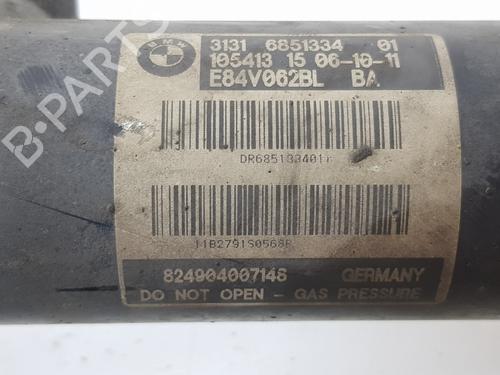 BMW
3131 6851334 01
105413 15 06-10-11
E84V062BL BA
DR685133401
11B2791S0568
824904007148 GERMANY
DO NOT OPEN - GAS PRESSURE
B-PARTS